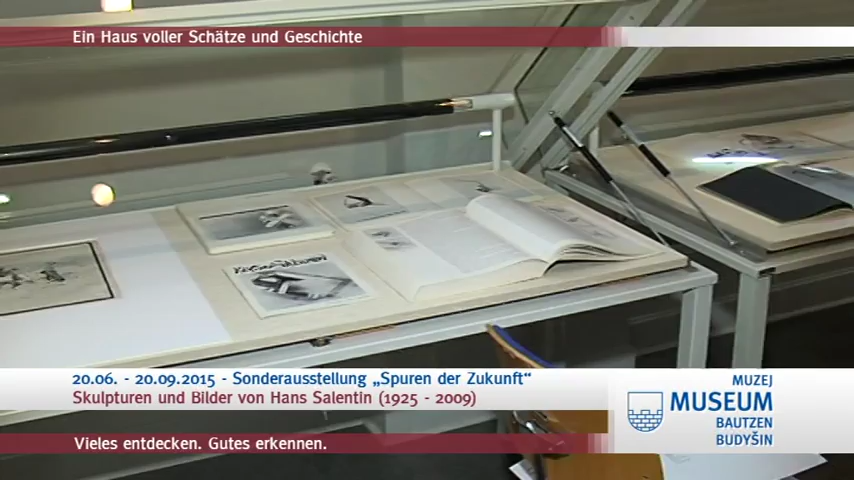 Ein Haus voller Schätze und Geschichte
20.06. - 20.09.2015 - Sonderausstellung „Spuren der Zukunft“
Skulpturen und Bilder von Hans Salentin (1925 - 2009)
MUZEJ
MUSEUM
BAUTZEN
BUDYŠIN
Vieles entdecken. Gutes erkennen.